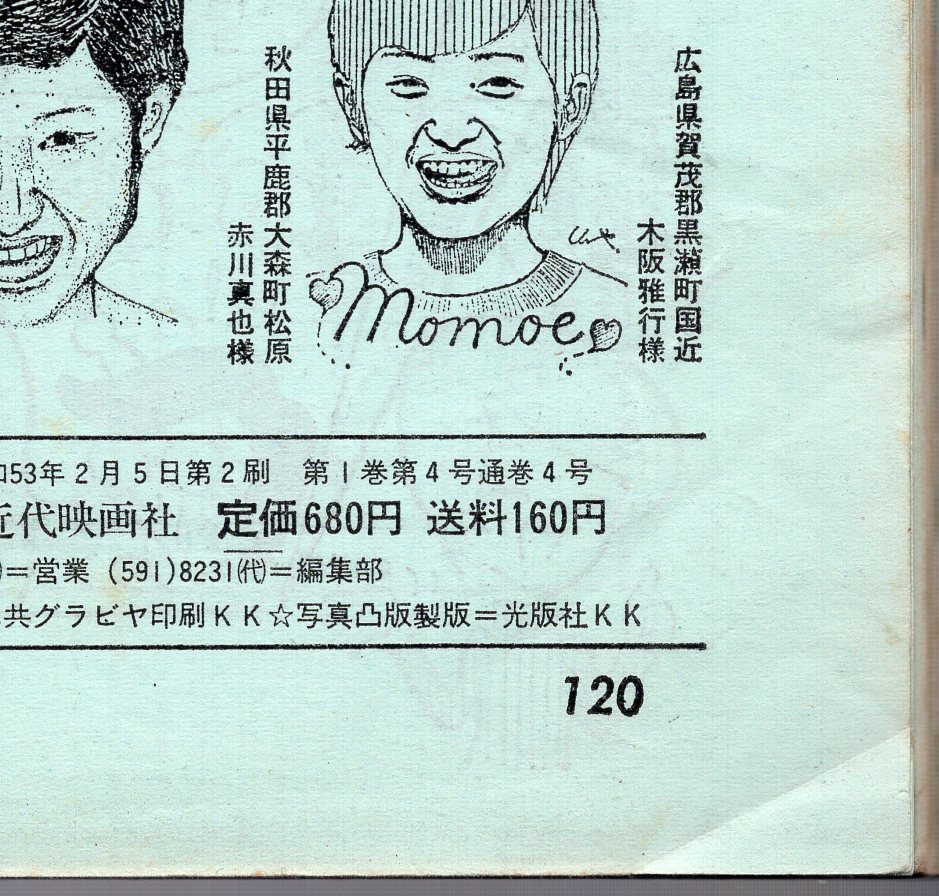 広島県賀茂郡黒瀬町国近
木阪雅行様
秋田県平鹿郡大森町松原
赤川真也様
Momoe
53年2月5日第2刷 第1巻第4号通巻4号
近代映画社 定価680円 送料160円
)=営業 (591)8231㈹=編集部
共グラビヤ印刷KK☆写真凸版製版=光版社KK
120